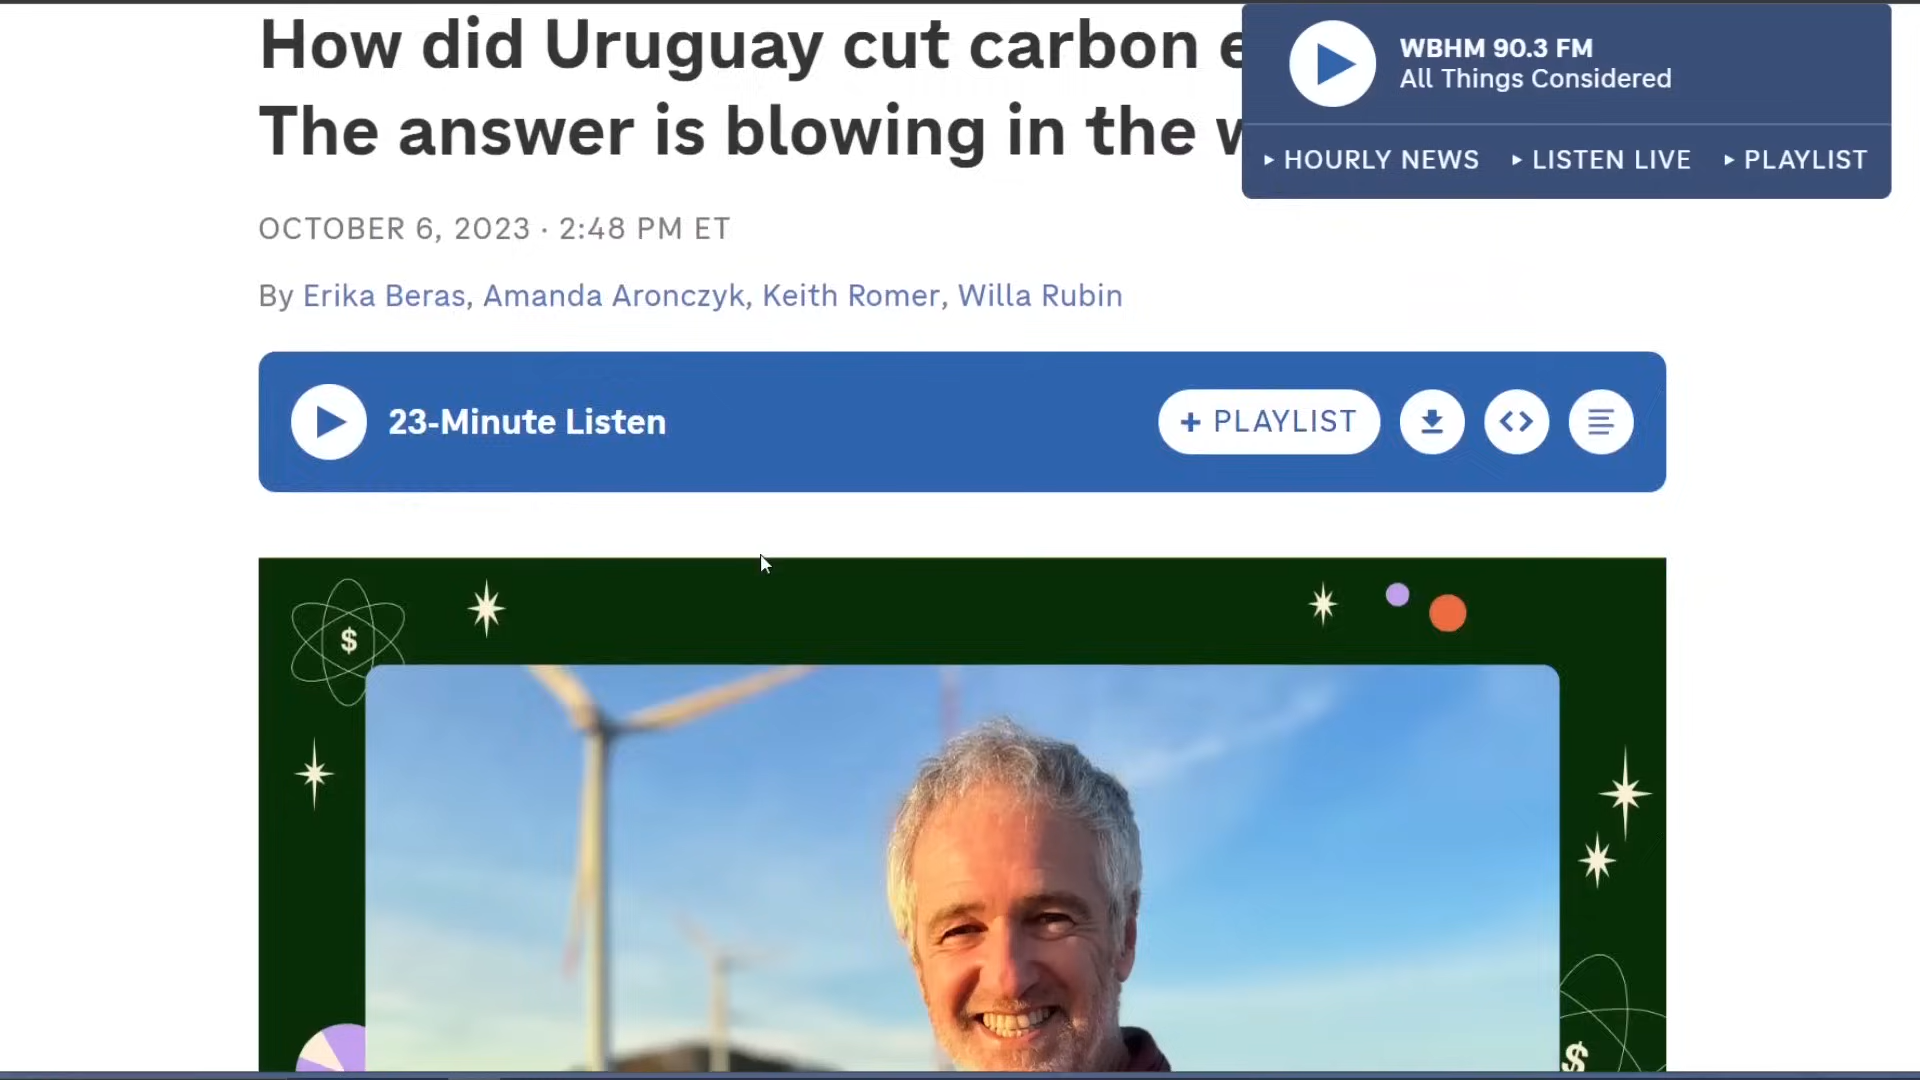 How did Uruguay cut carbon
The answer is blowing in the
WBHM 90.3 FM
All Things Considered
HOURLY NEWS
LISTEN LIVE
PLAYLIST
OCTOBER 6, 2023 · 2:48 PM ET
By Erika Beras, Amanda Aronczyk, Keith Romer, Willa Rubin
23-Minute Listen
+ PLAYLIST
$
$